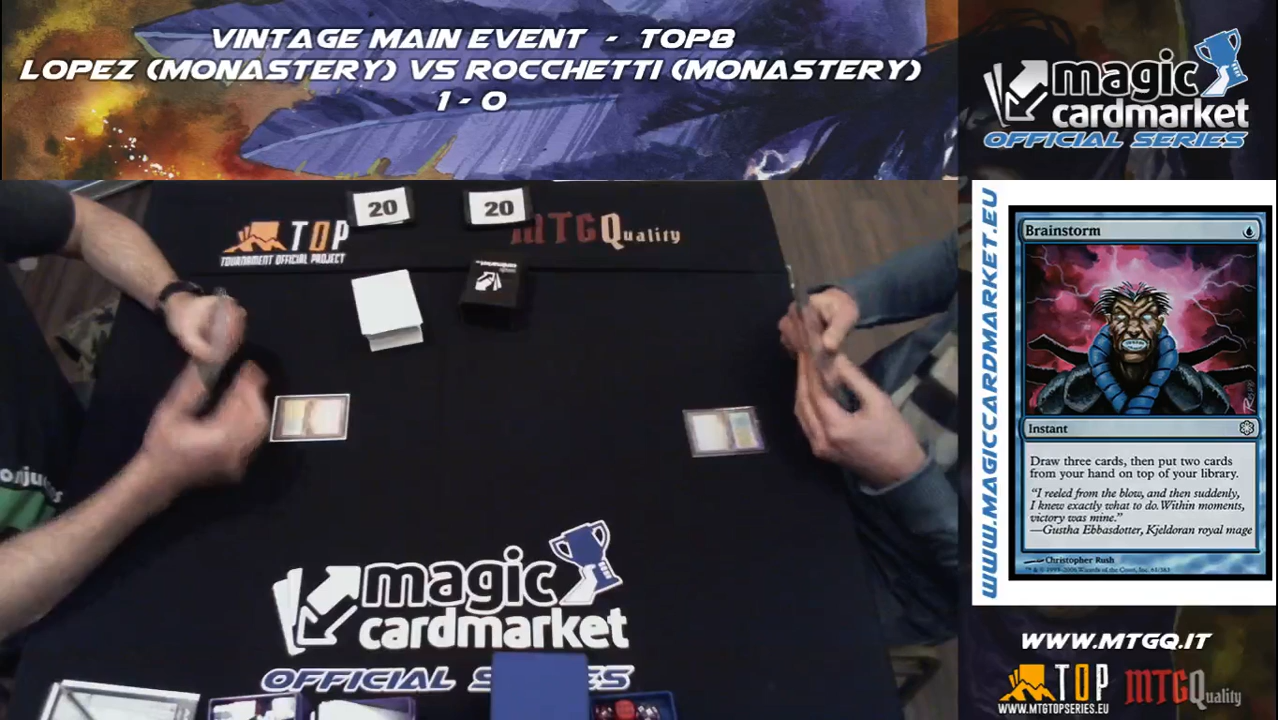 VINTAGE MAIN EVENT - TOP8
LOPEZ (MONASTERY) VS ROCCHETTI (MONASTERY)
1 - 0
magic
cardmarket
OFFICIAL SERIES
20
20
TOP
TOURNAMENT OFFICIAL PROJECT
MTGQuality
magic
cardmarket
OFFICIAL SERIES
WWW.MAGICCARDMARKET.EU
Brainstorm
Instant
Draw three cards, then put two cards
from your hand on top of your library.
"I reeled from the blow, and then suddenly,
I knew exactly what to do. Within moments,
victory was mine."
—Gustha Ebbasdotter, Kjeldoran royal mage
Christopher Rush
WWW.MTGQ.IT
TOP
WWW.MTGTOPSERIES.EU
MTGQuality